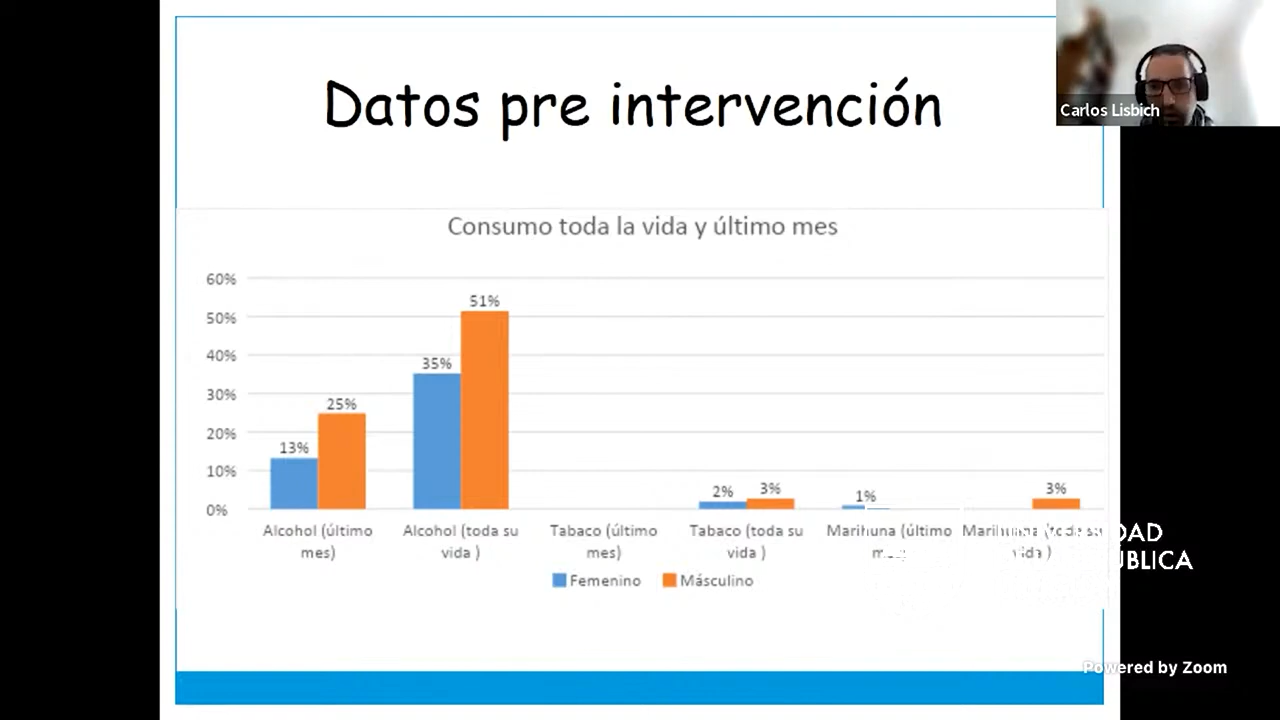 Datos pre intervención
Carlos Lisbich
Consumo toda la vida y último mes
60%
50%
40%
30%
20%
10%
0%
13%
25%
35%
51%
2%
3%
1%
3%
Alcohol (último
mes)
Alcohol (toda su
vida )
Tabaco (último
mes)
Tabaco (toda su
vida )
Marihuna (último
Femenino
Másculino
Powered by Zoom